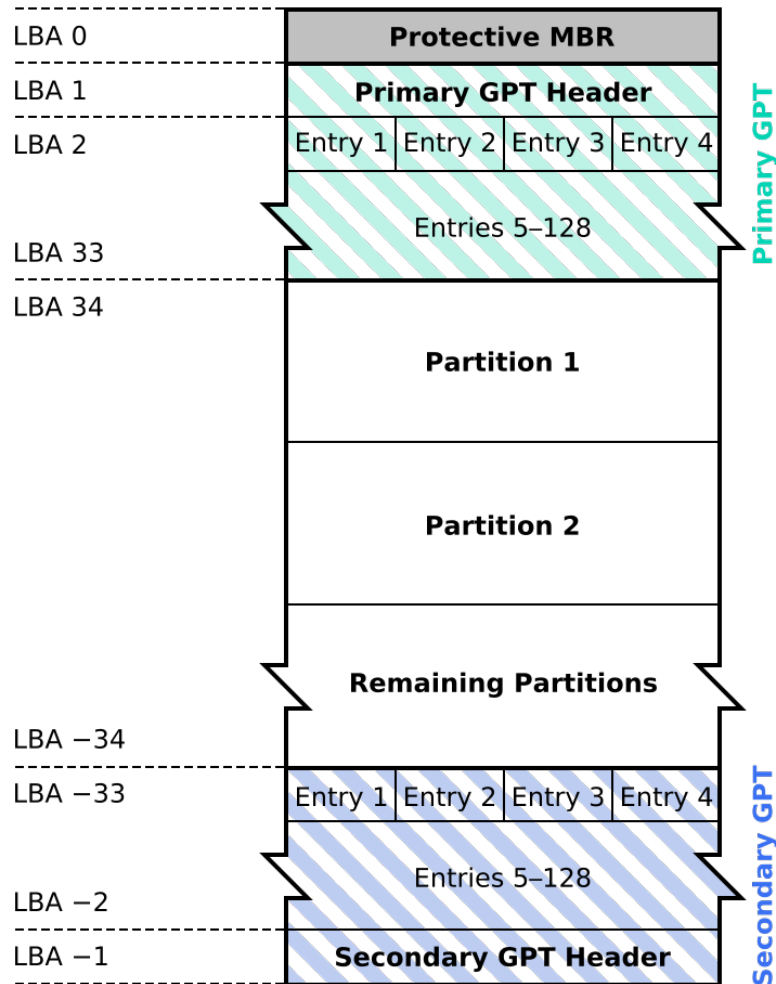 LBA 0
Protective MBR
LBA 1
Primary GPT Header
LBA 2
Entry 1 Entry 2 Entry 3 Entry 4
Entries 5–128
LBA 33
Primary GPT
LBA 34
Partition 1
Partition 2
Remaining Partitions
LBA −34
LBA −33
Entry 1 Entry 2 Entry 3 Entry 4
Entries 5–128
LBA −2
LBA −1
Secondary GPT Header
Secondary GPT